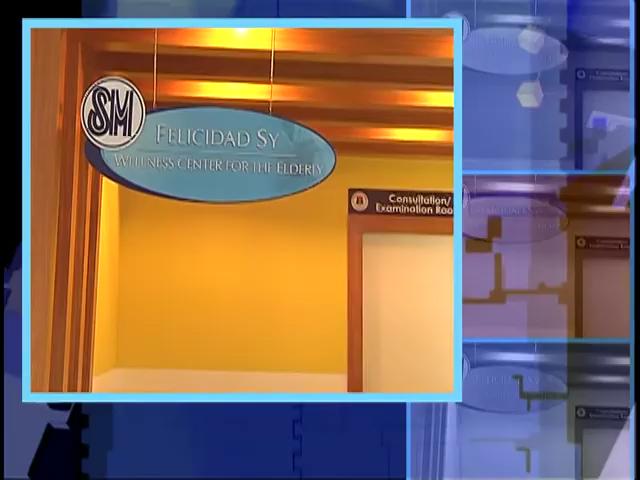 SM
FELICIDAD SY
WELLNESS CENTER FOR THE ELDERLY
Consultation/
Examination Roo